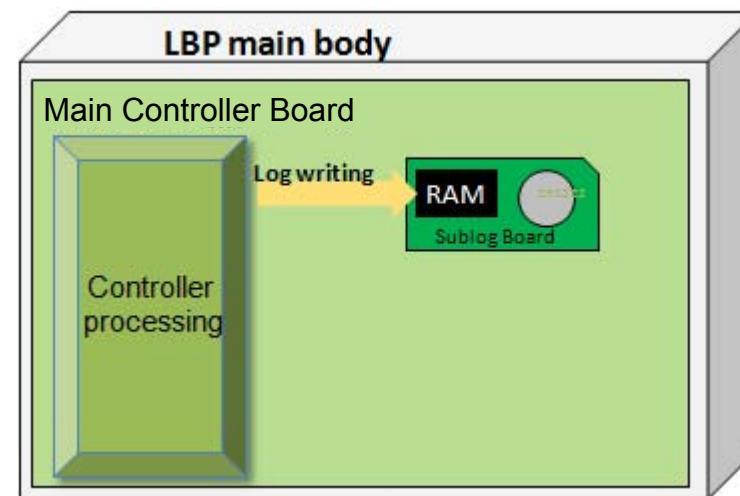 LBP main body
Main Controller Board
Log writing
RAM
Sublog Board
Controller
processing